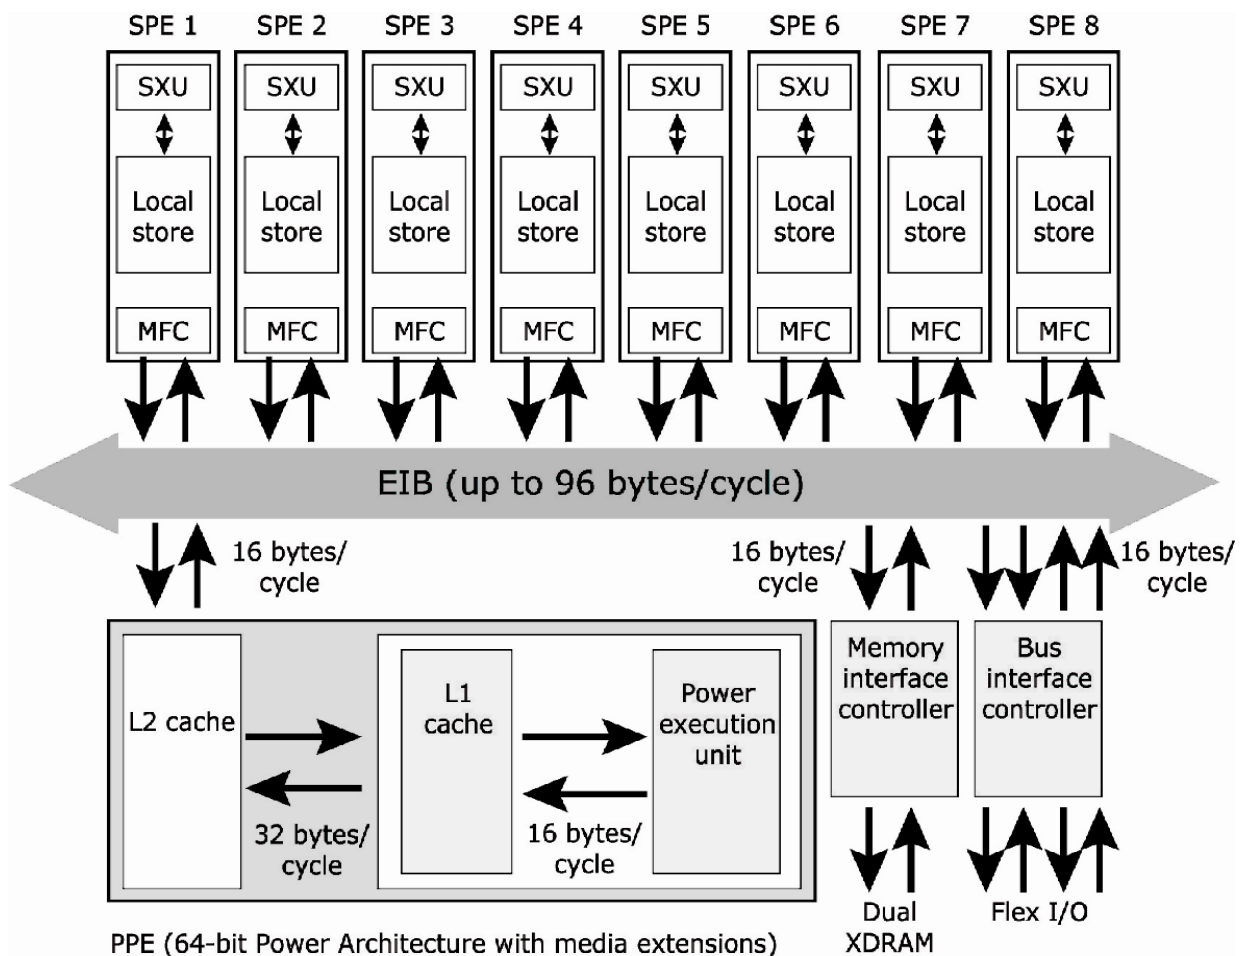 SPE 1 SPE 2 SPE 3 SPE 4 SPE 5 SPE 6 SPE 7 SPE 8
SXU SXU SXU SXU SXU SXU SXU SXU
Local Local Local Local Local Local Local Local
store store store store store store store store
MFC MFC MFC MFC MFC MFC MFC MFC
EIB (up to 96 bytes/cycle)
16 bytes/
cycle
16 bytes/
cycle
16 bytes/
cycle
L2 cache
L1
cache
Power
execution
unit
32 bytes/
cycle
16 bytes/
cycle
Memory
interface
controller
Bus
interface
controller
Dual
XDRAM
Flex I/O
PPE (64-bit Power Architecture with media extensions)